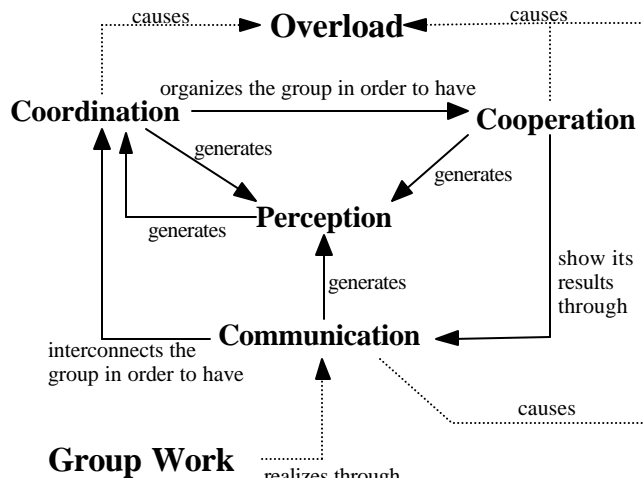 causes
Overload
causes
causes
organizes the group in order to have
Coordination
Cooperation
generates
generates
Perception
generates
show its
results
through
generates
Communication
interconnects the
group in order to have
causes
Group Work
realizes through